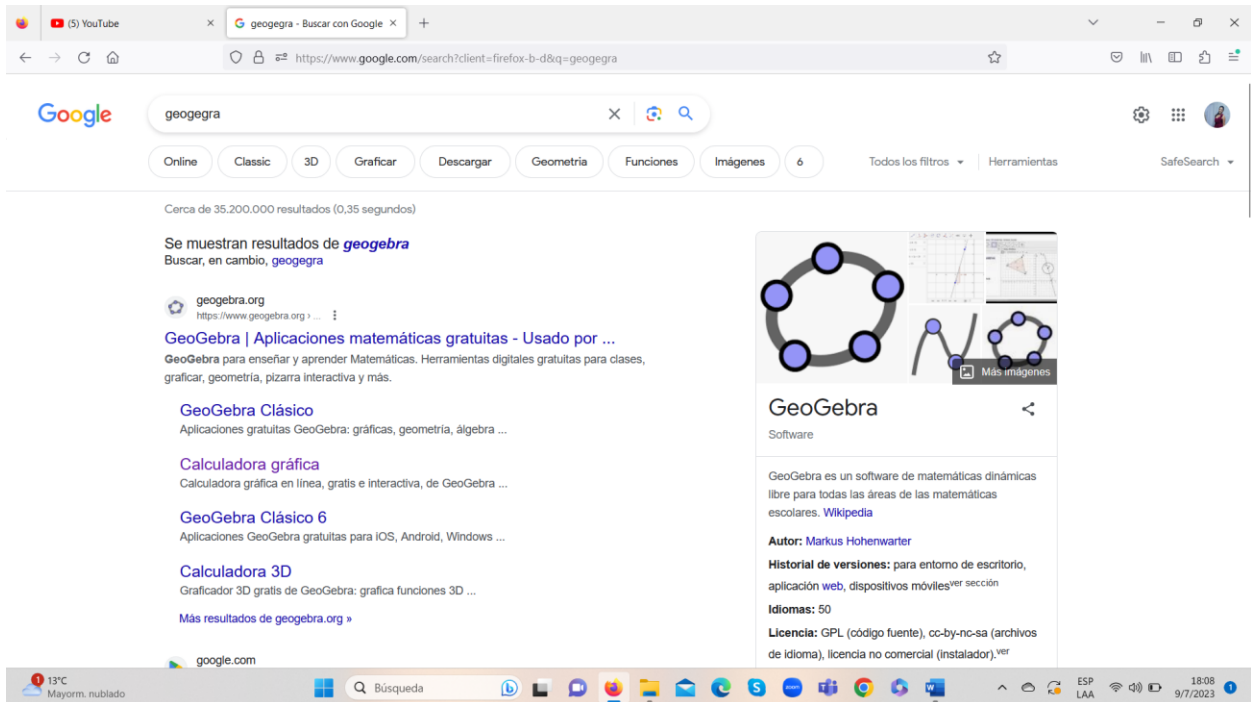 (5) YouTube
geogegra - Buscar con Google
https://www.google.com/search?client=firefox-b-d&q=geogegra
Google
geogegra
Online
Classic
3D
Graficar
Descargar
Geometria
Funciones
Imágenes
6
Todos los filtros
Herramientas
SafeSearch
Cerca de 35.200.000 resultados (0,35 segundos)
Se muestran resultados de geogebra
Buscar, en cambio, geogegra
geogebra.org
https://www.geogebra.org › ...
GeoGebra | Aplicaciones matemáticas gratuitas - Usado por ...
GeoGebra para enseñar y aprender Matemáticas. Herramientas digitales gratuitas para clases,
graficar, geometría, pizarra interactiva y más.
GeoGebra Clásico
Aplicaciones gratuitas GeoGebra: gráficas, geometría, álgebra ...
Calculadora gráfica
Calculadora gráfica en línea, gratis e interactiva, de GeoGebra ...
GeoGebra Clásico 6
Aplicaciones GeoGebra gratuitas para iOS, Android, Windows ...
Calculadora 3D
Graficador 3D gratis de GeoGebra: grafica funciones 3D ...
Más resultados de geogebra.org »
google.com
Más imágenes
GeoGebra
Software
GeoGebra es un software de matemáticas dinámicas
libre para todas las áreas de las matemáticas
escolares. Wikipedia
Autor: Markus Hohenwarter
Historial de versiones: para entorno de escritorio,
aplicación web, dispositivos móviles ver sección
Idiomas: 50
Licencia: GPL (código fuente), cc-by-nc-sa (archivos
de idioma), licencia no comercial (instalador). ver
1
13°C
Mayorm. nublado
Búsqueda
zoom
ESP
LAA
18:08
9/7/2023
1